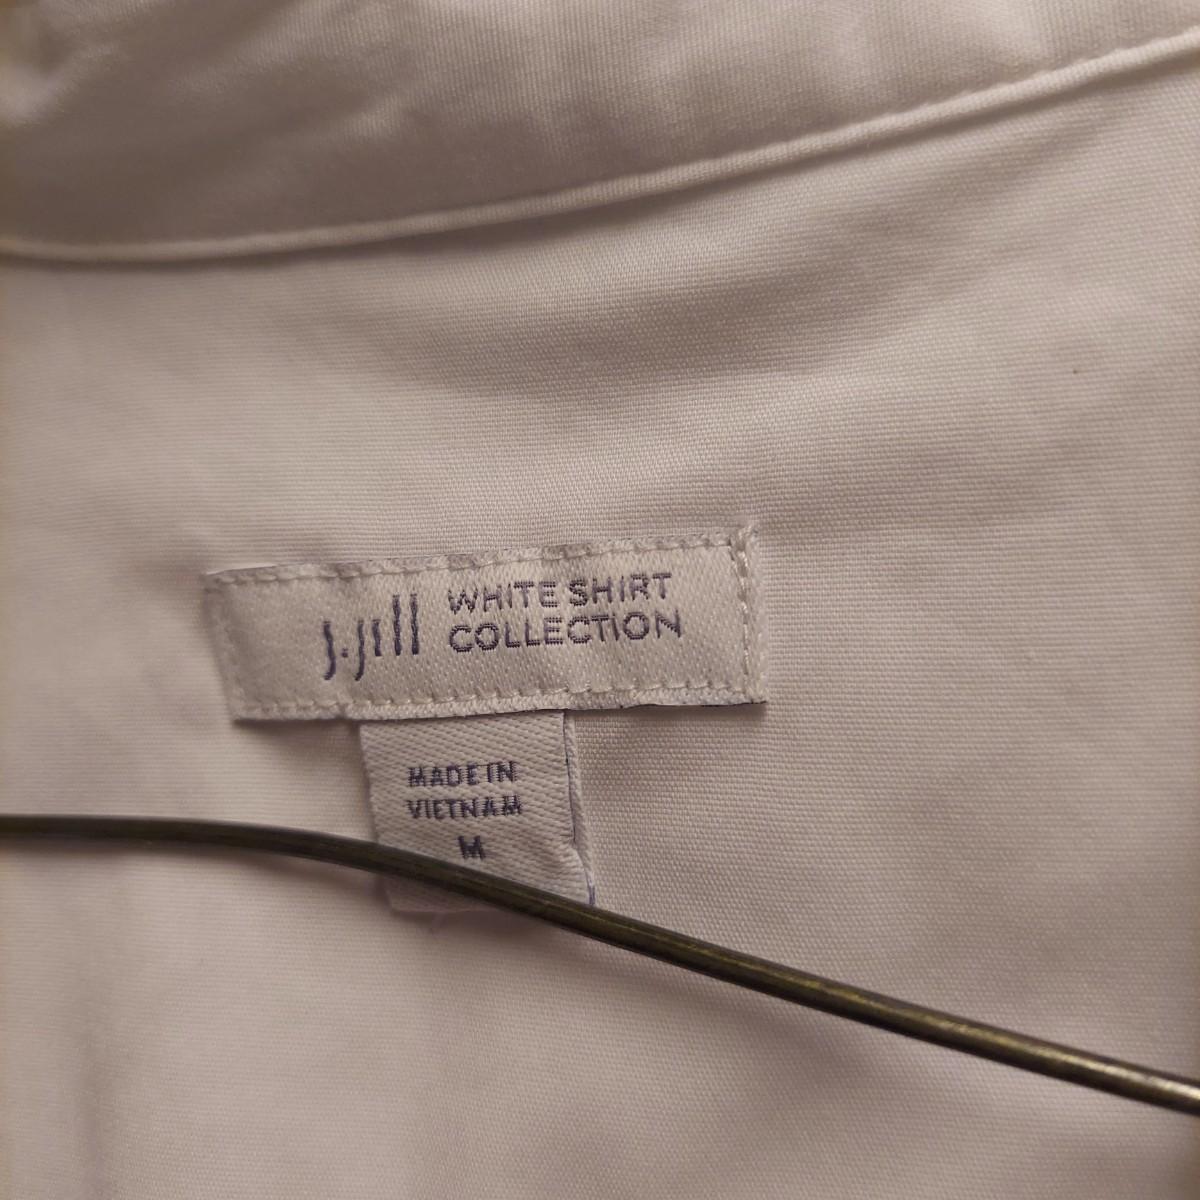 J.Jill WHITE SHIRT
COLLECTION
MADE IN
VIETNAM
M